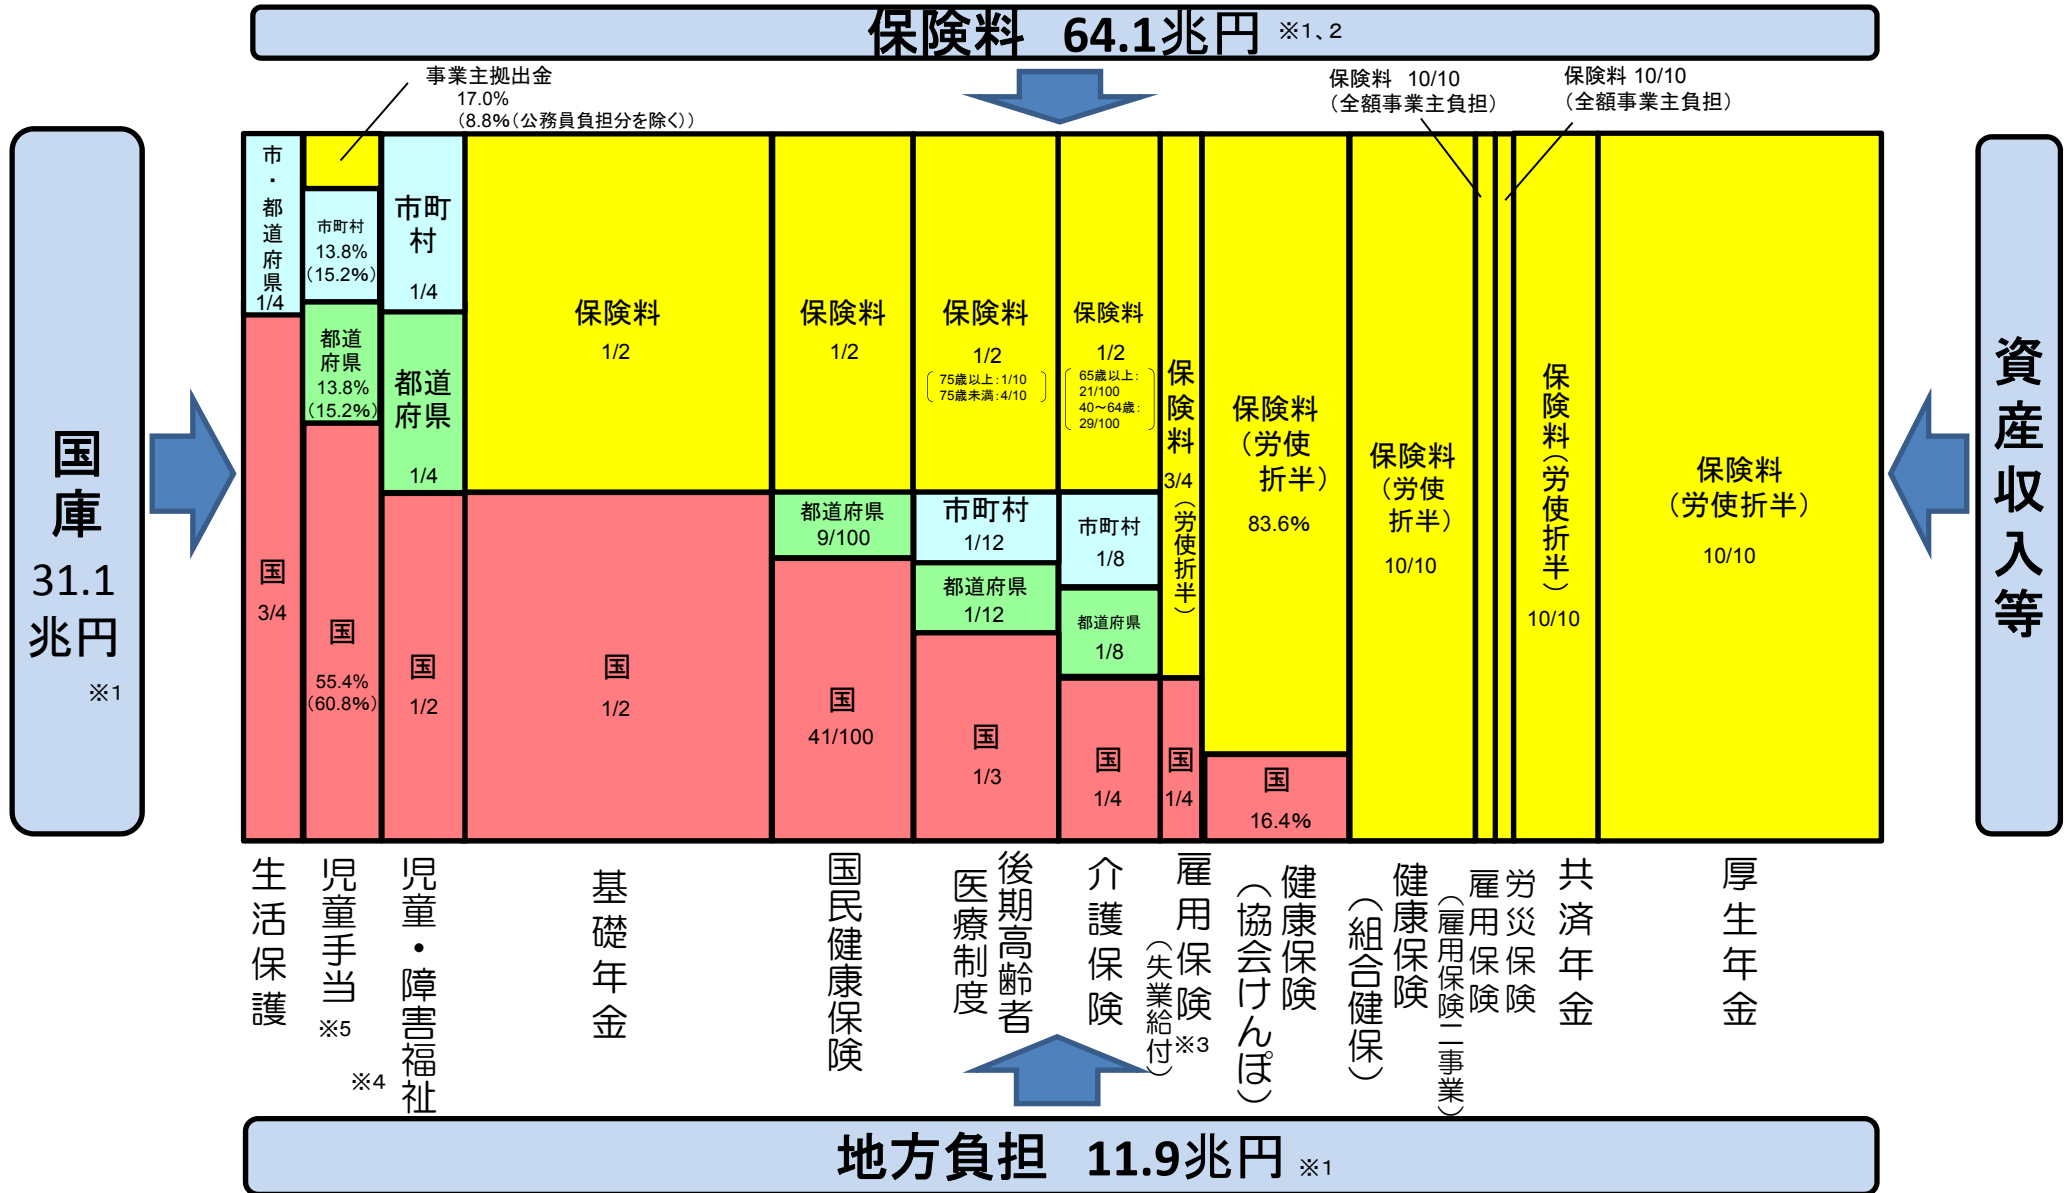 保険料 64.1兆円 ※1、2
事業主拠出金
17.0%
(8.8%(公務員負担分を除く))
保険料 10/10
(全額事業主負担)
保険料 10/10
(全額事業主負担)
国庫
31.1
兆円
※1
資産収入等
市・都道府県
1/4
国
3/4
市町村
13.8%
(15.2%)
都道
府県
13.8%
(15.2%)
国
55.4%
(60.8%)
市町
村
1/4
都道
府県
1/4
国
1/2
保険料
1/2
国
1/2
保険料
1/2
都道府県
9/100
国
41/100
保険料
1/2
75歳以上:1/10
75歳未満:4/10
市町村
1/12
都道府県
1/12
国
1/3
保険料
1/2
65歳以上:
21/100
40～64歳:
29/100
市町村
1/8
都道府県
1/8
国
1/4
保険料
3/4
(労使折半)
国
1/4
保険料
(労使
折半)
83.6%
国
16.4%
保険料
(労使
折半)
10/10
保険料(労使折半)
10/10
保険料
(労使折半)
10/10
生活保護
児童手当
※5
児童・障害福祉
※4
基礎年金
国民健康保険
後期高齢者
医療制度
介護保険
雇用保険
(失業給付)
※3
健康保険
(協会けんぽ)
健康保険
(組合健保)
雇用保険
(雇用保険二事業)
労災保険
共済年金
厚生年金
地方負担 11.9兆円 ※1